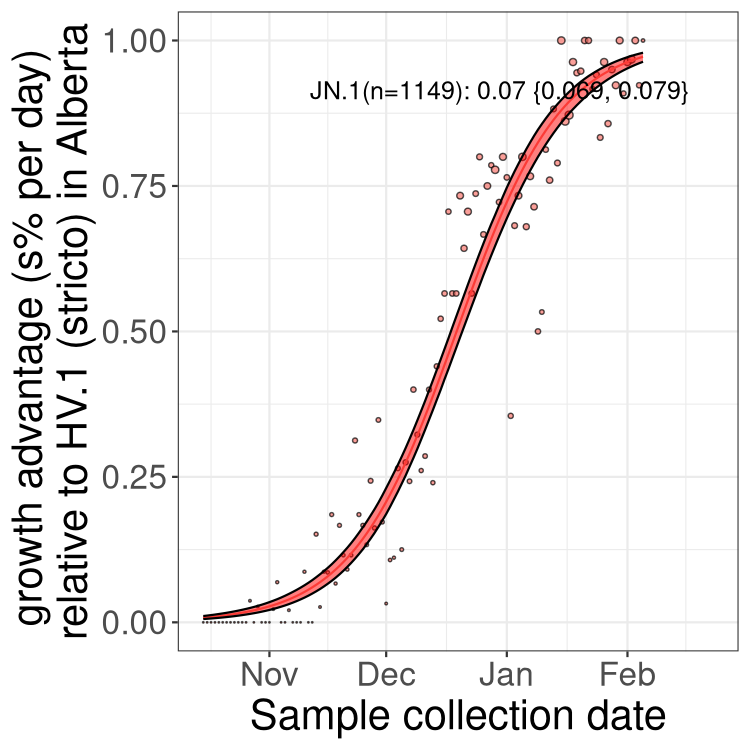 growth advantage (s% per day)
relative to HV.1 (stricto) in Alberta
1.00
0.75
0.50
0.25
0.00
JN.1(n=1149): 0.07 {0.069, 0.079}
Nov Dec Jan Feb
Sample collection date